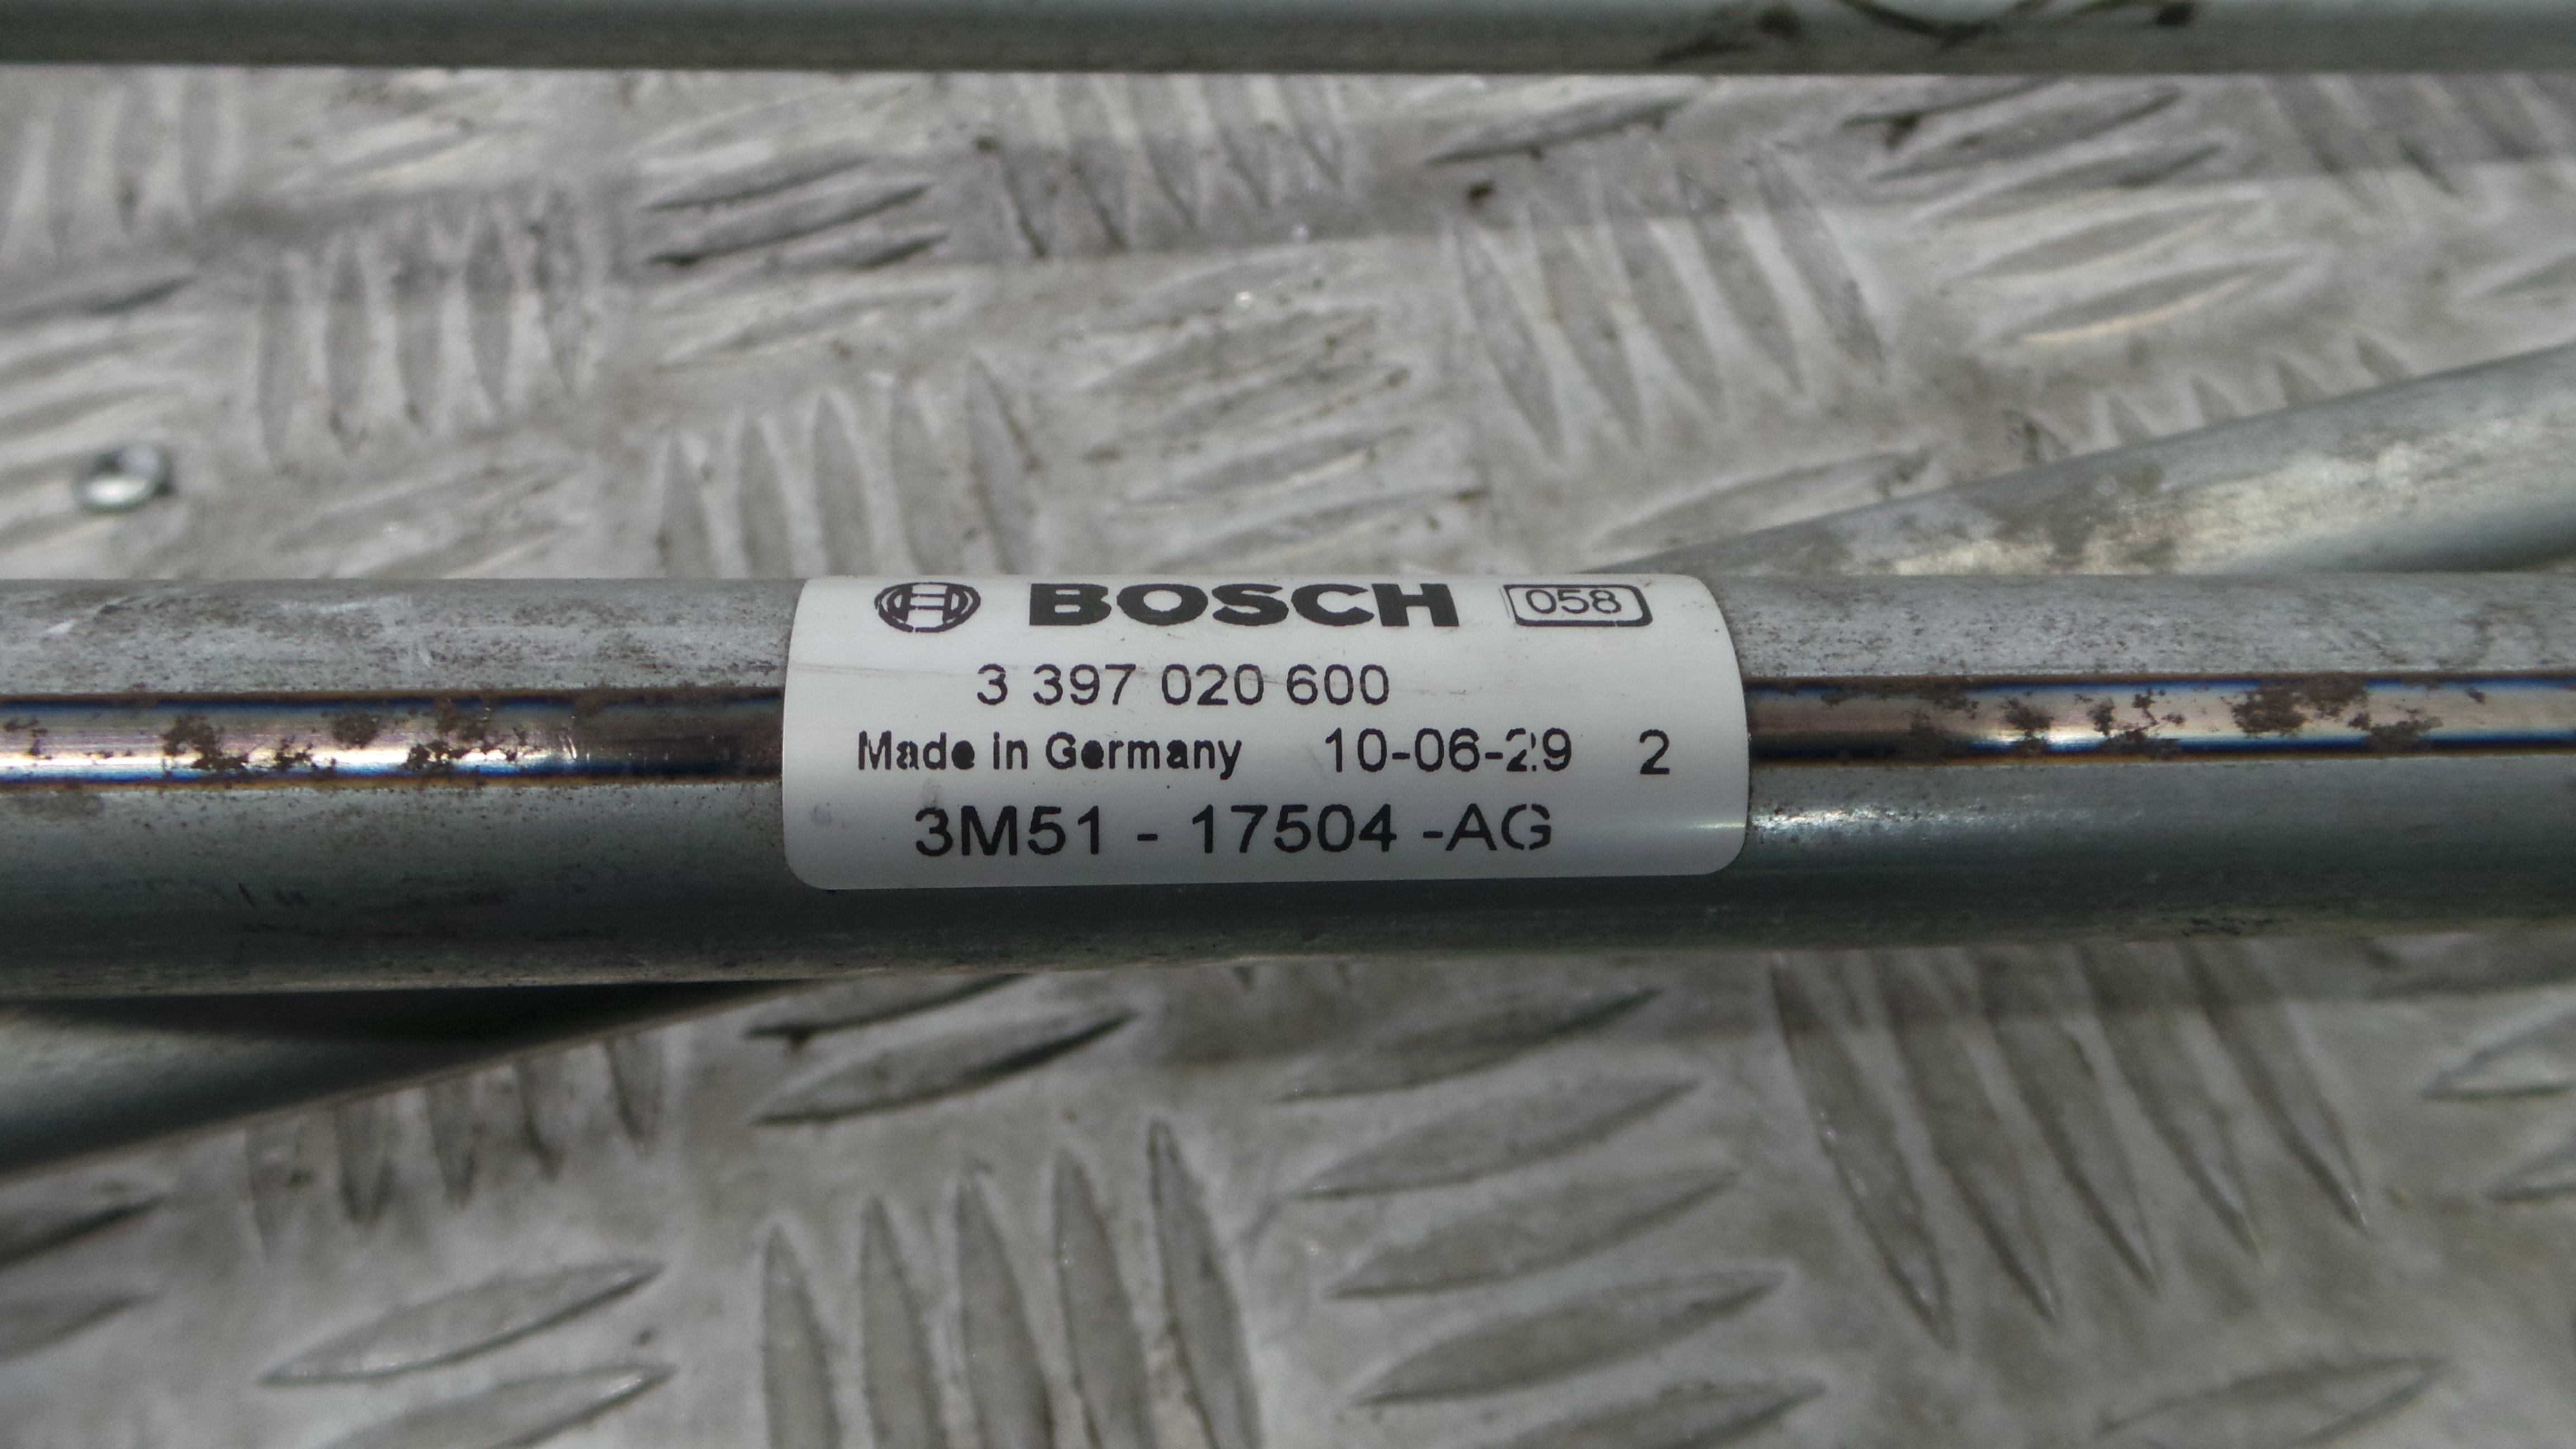 BOSCH 058
3 397 020 600
Made in Germany 10-06-29 2
3M51 - 17504 -AG